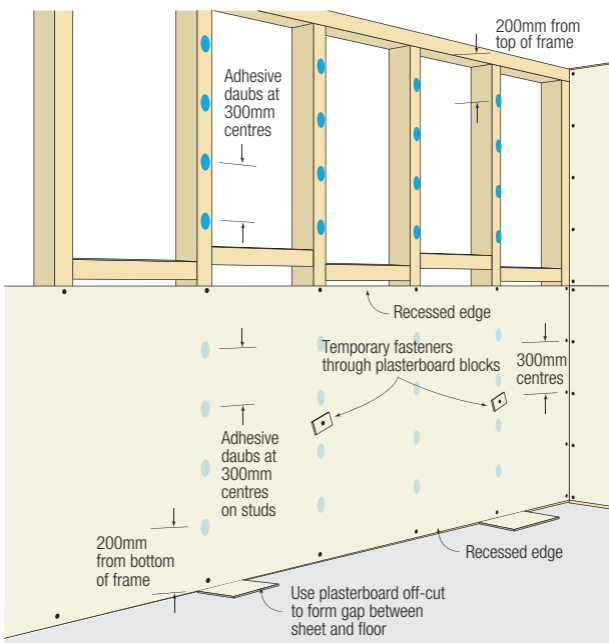 200mm from
top of frame
Adhesive
daubs at
300mm
centres
Recessed edge
Temporary fasteners
through plasterboard blocks
300mm
centres
Adhesive
daubs at
300mm
centres
on studs
200mm
from bottom
of frame
Recessed edge
Use plasterboard off-cut
to form gap between
sheet and floor